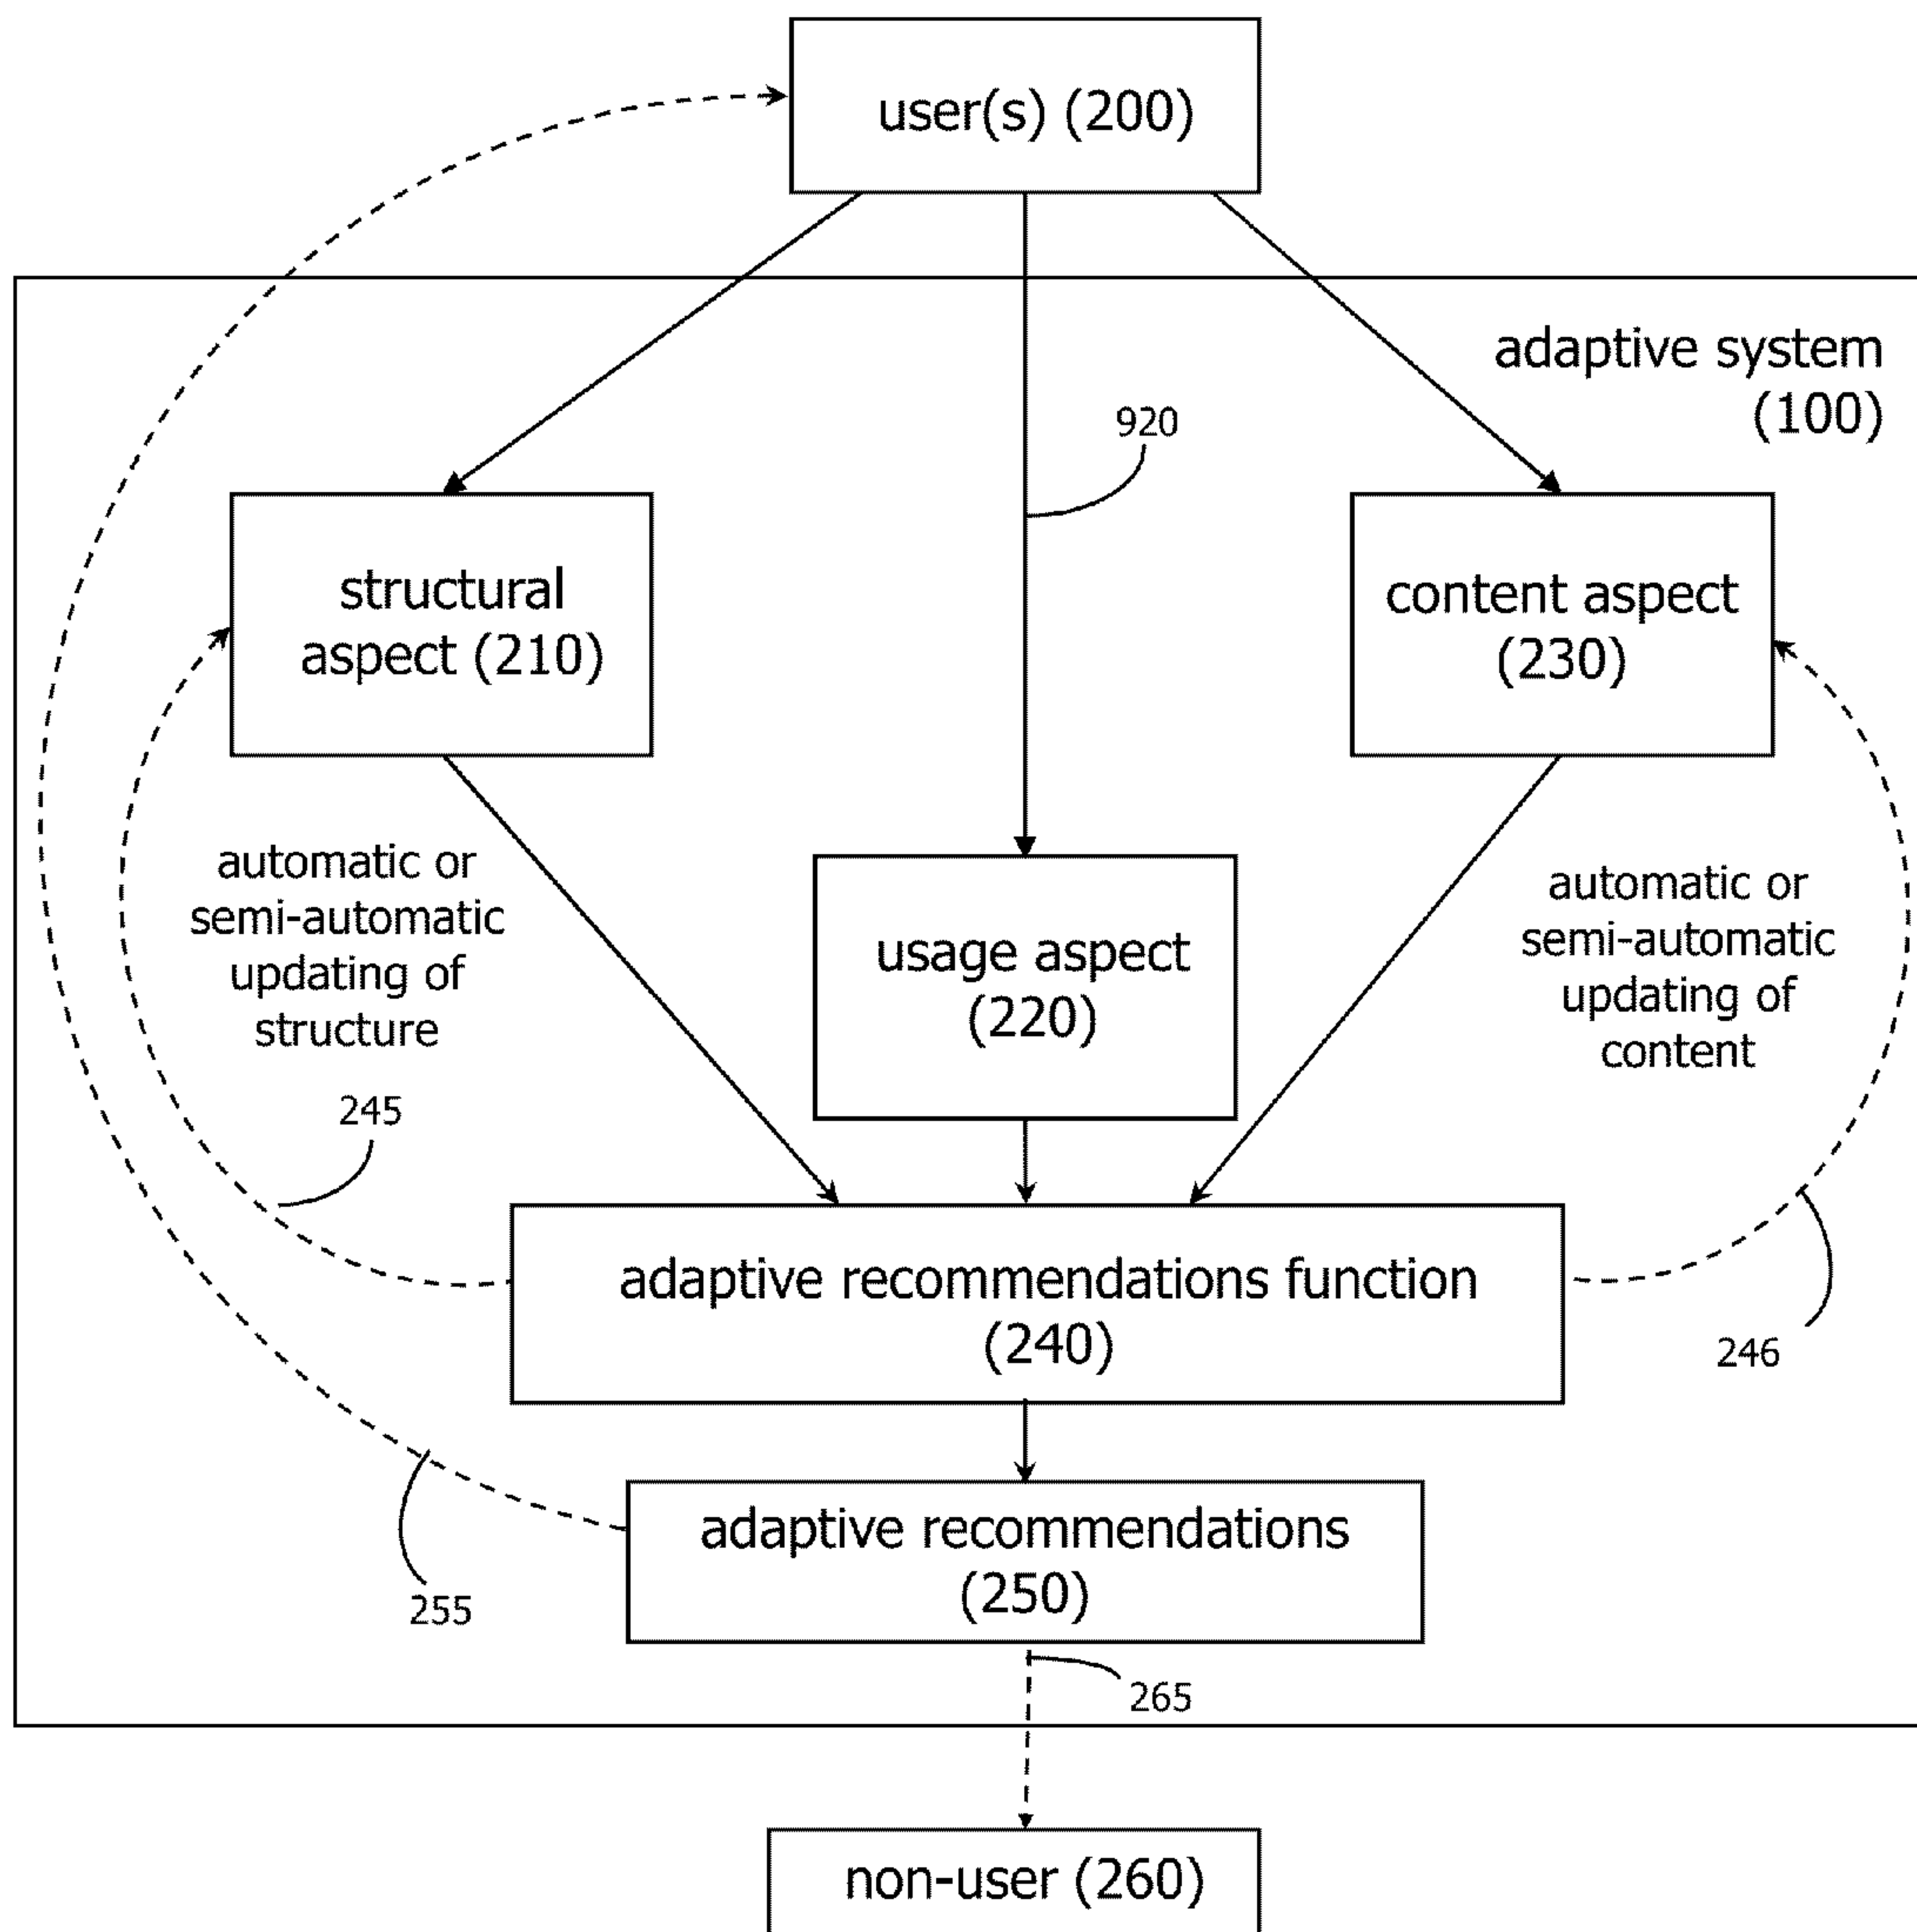 user(s) (200)
adaptive system
(100)
920
structural
aspect (210)
content aspect
(230)
automatic or
semi-automatic
updating of
structure
usage aspect
(220)
automatic or
semi-automatic
updating of
content
245
adaptive recommendations function
(240)
246
adaptive recommendations
(250)
255
265
non-user (260)